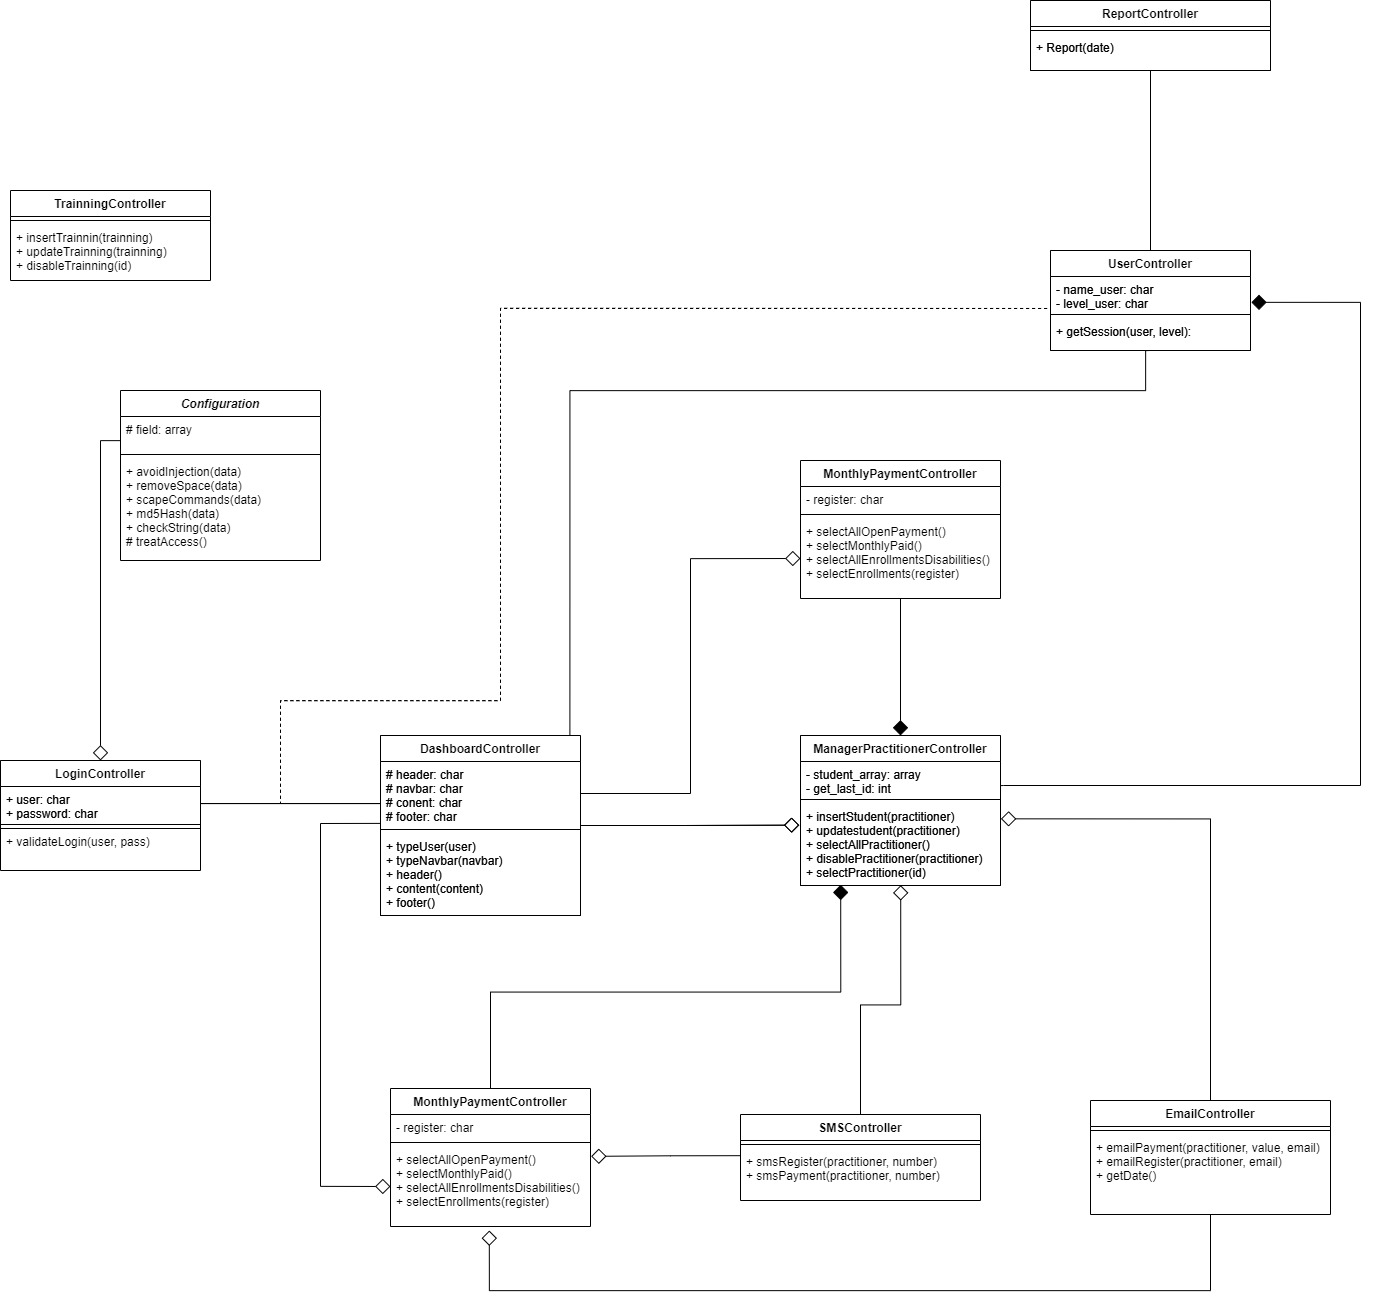 ReportController
+ Report(date)
TrainningController
+ insertTrainnin(trainning)
+ updateTrainning(trainning)
+ disableTrainning(id)
UserController
- name_user: char
- level_user: char
+ getSession(user, level):
Configuration
# field: array
+ avoidInjection(data)
+ removeSpace(data)
+ scapeCommands(data)
+ md5Hash(data)
+ checkString(data)
# treatAccess()
MonthlyPaymentController
- register: char
+ selectAllOpenPayment()
+ selectMonthlyPaid()
+ selectAllEnrollmentsDisabilities()
+ selectEnrollments(register)
LoginController
+ user: char
+ password: char
+ validateLogin(user, pass)
DashboardController
# header: char
# navbar: char
# conent: char
# footer: char
+ typeUser(user)
+ typeNavbar(navbar)
+ header()
+ content(content)
+ footer()
ManagerPractitionerController
- student_array: array
- get_last_id: int
+ insertStudent(practitioner)
+ updatestudent(practitioner)
+ selectAllPractitioner()
+ disablePractitioner(practitioner)
+ selectPractitioner(id)
MonthlyPaymentController
- register: char
+ selectAllOpenPayment()
+ selectMonthlyPaid()
+ selectAllEnrollmentsDisabilities()
+ selectEnrollments(register)
SMSController
+ smsRegister(practitioner, number)
+ smsPayment(practitioner, number)
EmailController
+ emailPayment(practitioner, value, email)
+ emailRegister(practitioner, email)
+ getDate()